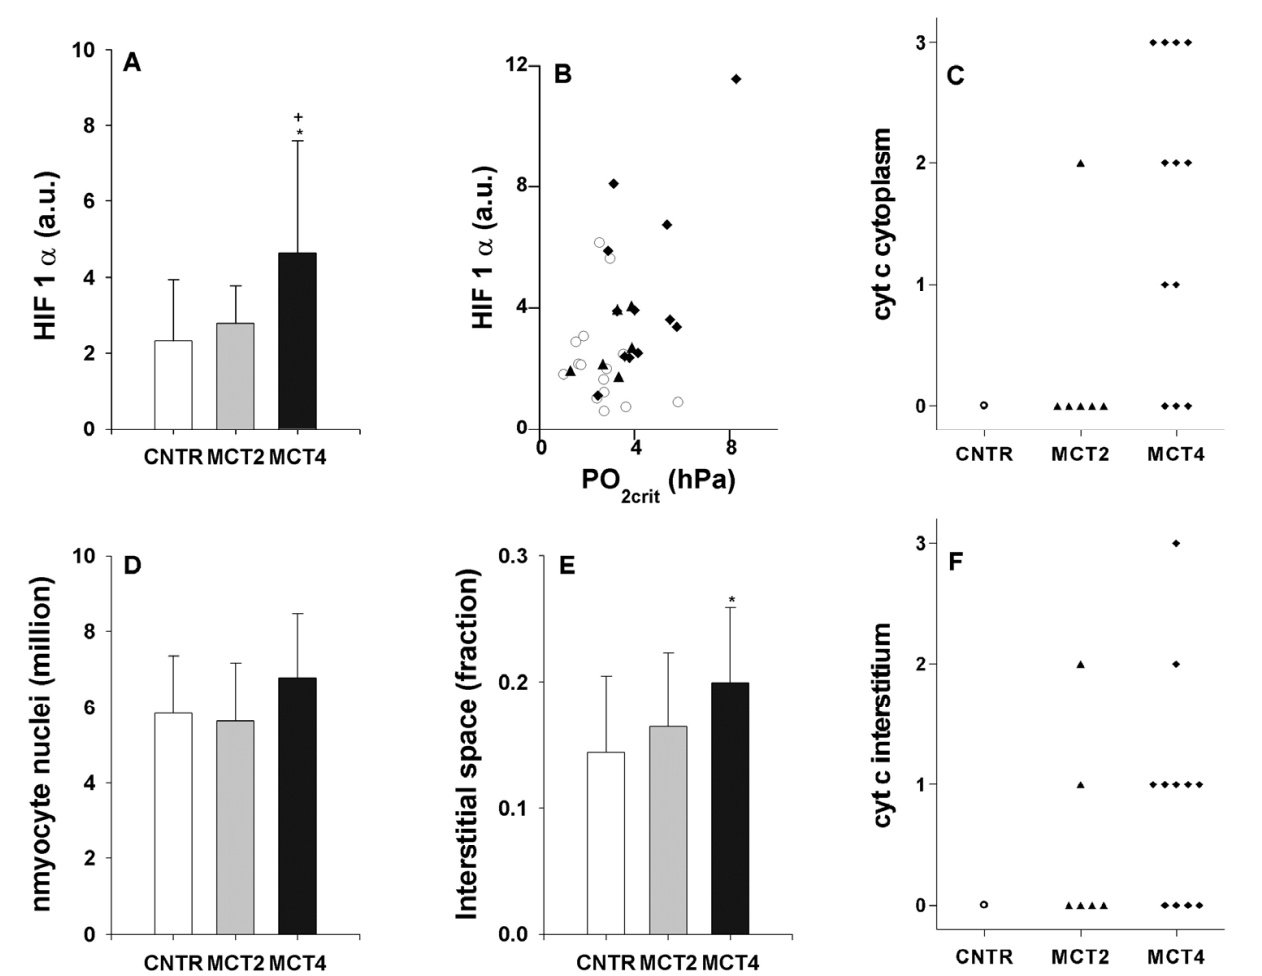 A
10
8
6
4
2
0
HIF 1 α (a.u.)
+
*
CNTR MCT2 MCT4
B
12
8
4
0
HIF 1 α (a.u.)
0 4 8
PO2crit (hPa)
C
3
2
1
0
cyt c cytoplasm
CNTR MCT2 MCT4
D
10
8
6
4
2
0
nmyocyte nuclei (million)
CNTR MCT2 MCT4
E
0.3
0.2
0.1
0.0
Interstitial space (fraction)
*
CNTR MCT2 MCT4
F
3
2
1
0
cyt c interstitium
CNTR MCT2 MCT4